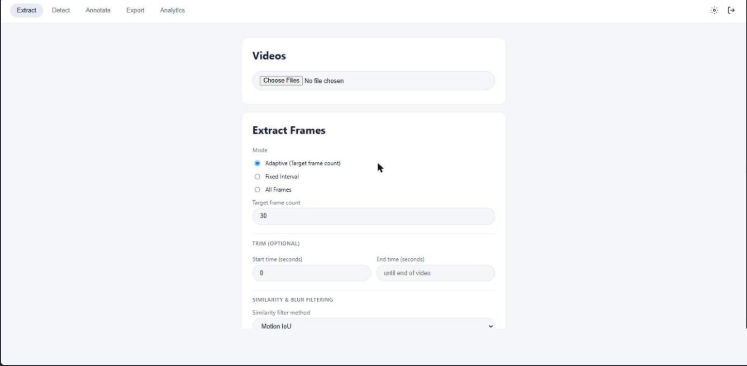 Extract Detect Annotate Export Analytics
Videos
Choose Files No file chosen
Extract Frames
Mode
Adaptive (Target frame count)
Fixed Interval
All Frames
Target frame count
30
TRIM (OPTIONAL)
Start time (seconds) End time (seconds)
0 until end of video
SIMILARITY & BLUR FILTERING
Similarity filter method
Motion IoU